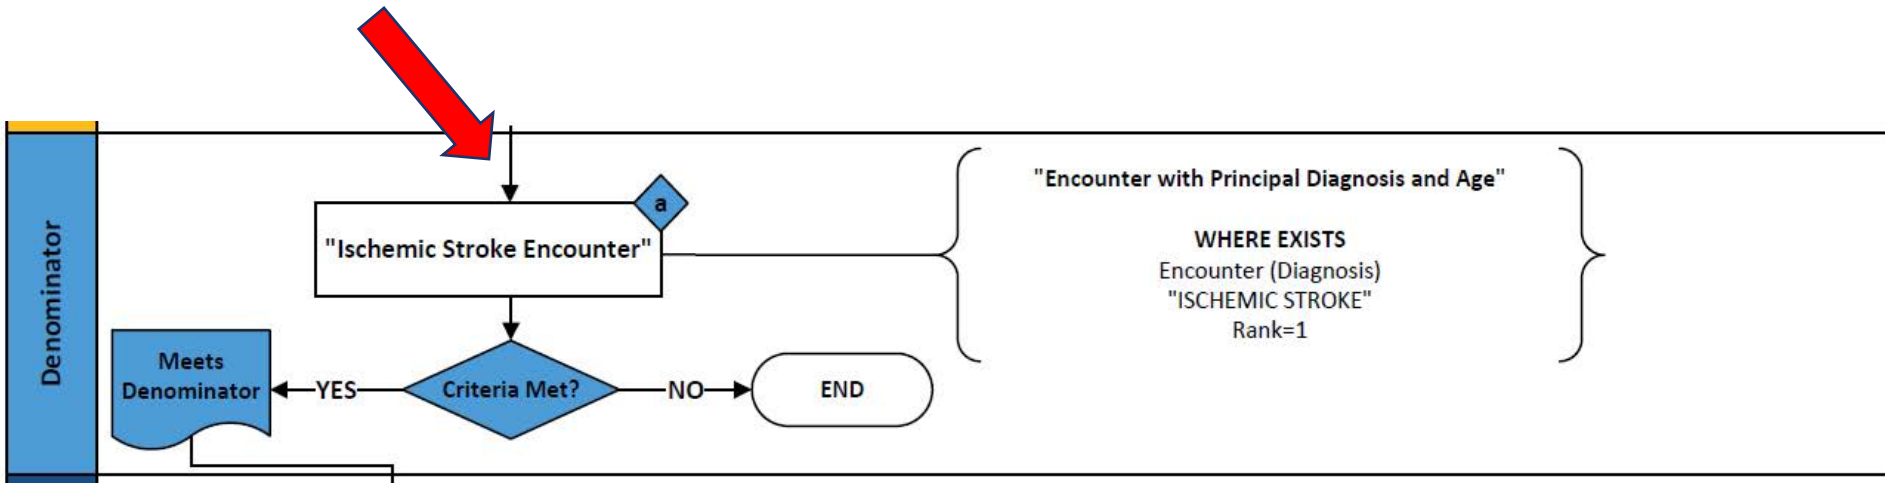 Denominator
"Ischemic Stroke Encounter"
a
"Encounter with Principal Diagnosis and Age"
WHERE EXISTS
Encounter (Diagnosis)
"ISCHEMIC STROKE"
Rank=1
Meets
Denominator
YES
Criteria Met?
NO
END